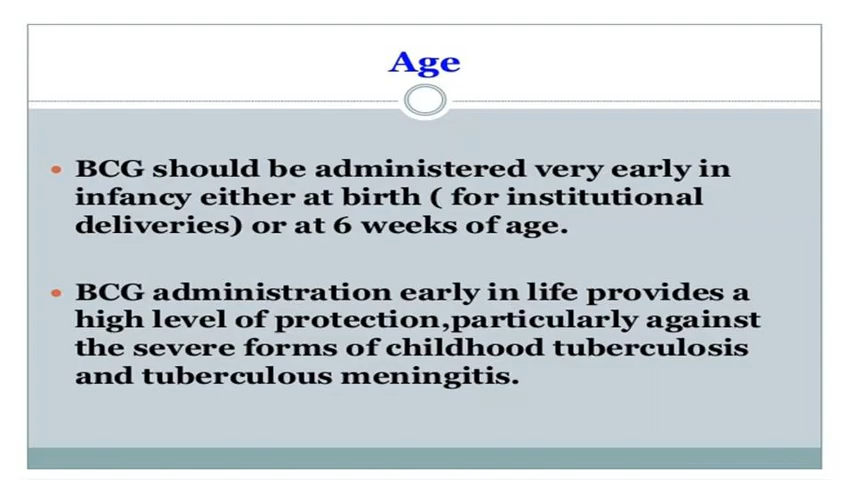 Age
• BCG should be administered very early in
infancy either at birth ( for institutional
deliveries) or at 6 weeks of age.
• BCG administration early in life provides a
high level of protection,particularly against
the severe forms of childhood tuberculosis
and tuberculous meningitis.